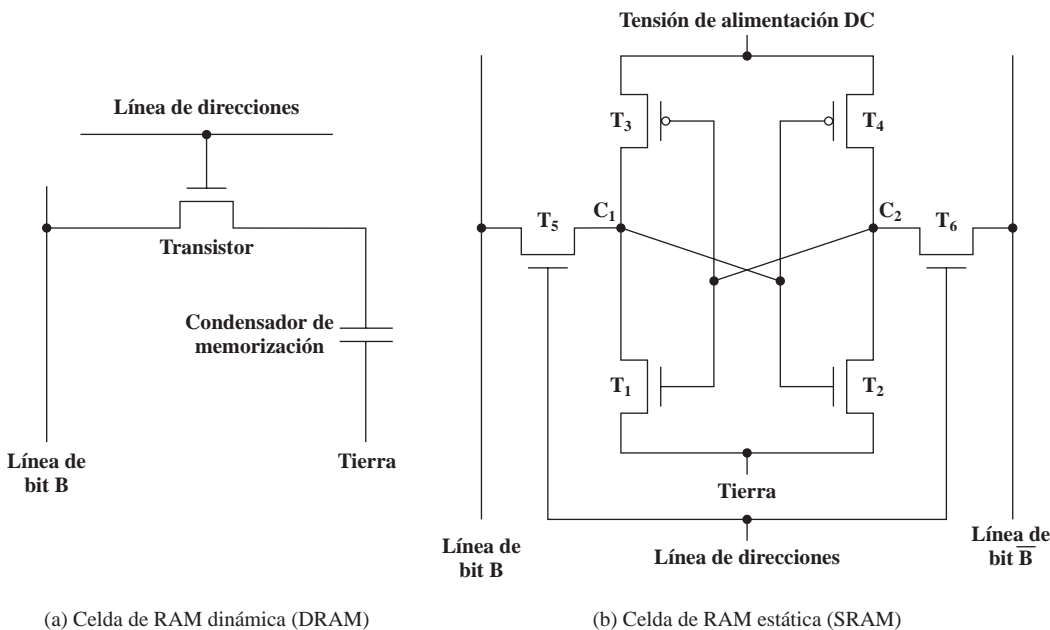 Línea de direcciones
Transistor
Condensador de
memorización
Línea de
bit B
Tierra
(a) Celda de RAM dinámica (DRAM)
Tensión de alimentación DC
T₃
T₄
T₅
C₁
C₂
T₆
T₁
T₂
Tierra
Línea de direcciones
Línea de
bit B
Línea de
bit B̅
(b) Celda de RAM estática (SRAM)